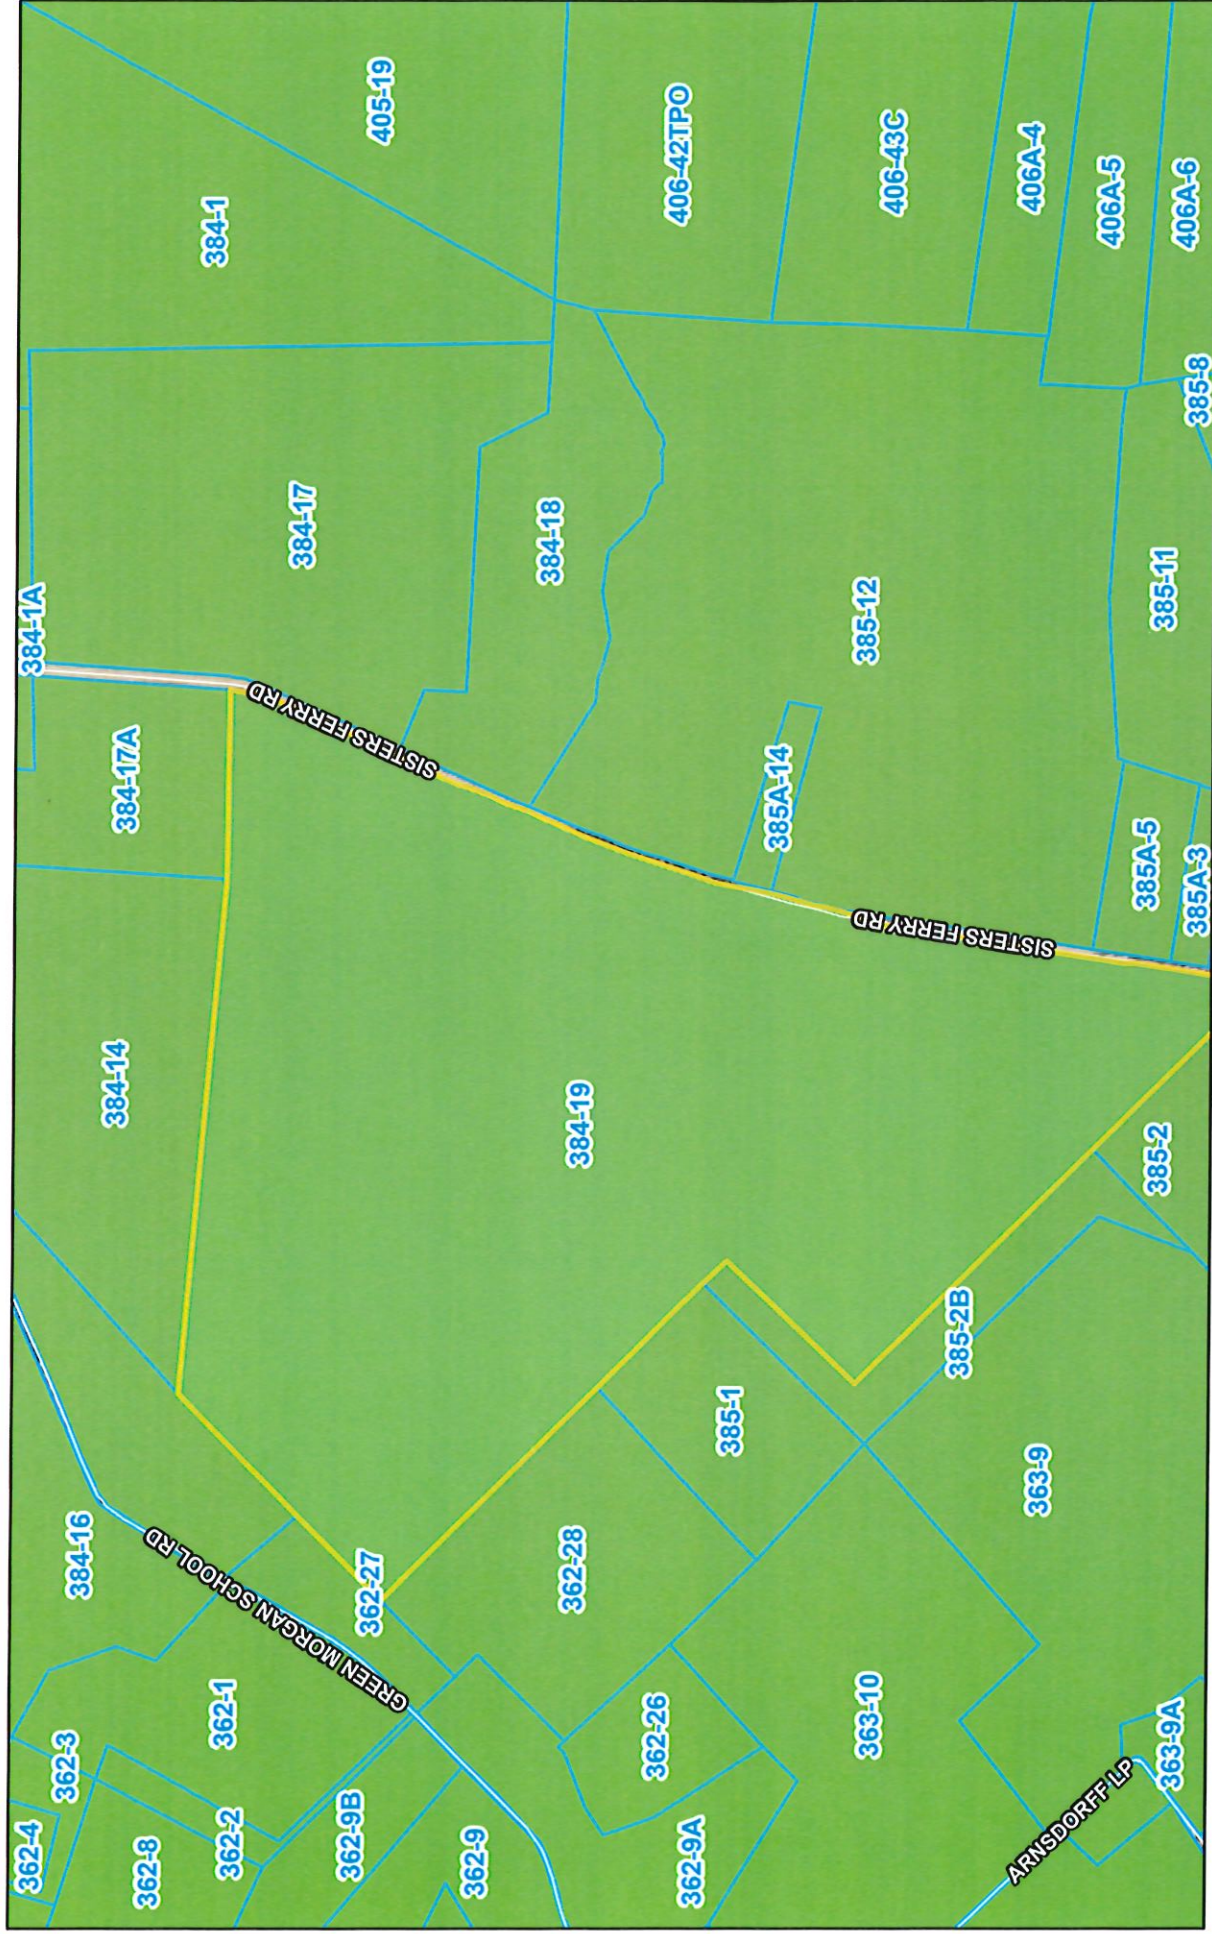 362-4
362-3
384-16
384-14
384-17A
384-1A
384-1
362-8
362-2
362-1
GREEN MORGAN SCHOOL RD
SISTERS FERRY RD
384-17
405-19
362-9B
362-27
362-9
362-28
384-19
384-18
362-26
362-9A
385-1
385A-14
406-42TPO
363-10
385-12
406-43C
SISTERS FERRY RD
385-2B
363-9
406A-4
ARNSDORFF LP
363-9A
385-2
385A-5
385A-3
385-11
385-8
406A-5
406A-6